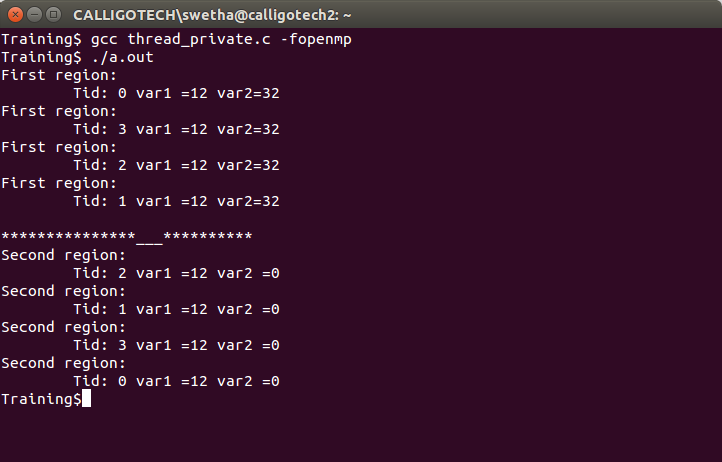 CALLIGOTECH\swetha@calligotech2: ~
Training$ gcc thread_private.c -fopenmp
Training$ ./a.out
First region:
        Tid: 0 var1 =12 var2=32
First region:
        Tid: 3 var1 =12 var2=32
First region:
        Tid: 2 var1 =12 var2=32
First region:
        Tid: 1 var1 =12 var2=32

***************___**********
Second region:
        Tid: 2 var1 =12 var2 =0
Second region:
        Tid: 1 var1 =12 var2 =0
Second region:
        Tid: 3 var1 =12 var2 =0
Second region:
        Tid: 0 var1 =12 var2 =0
Training$